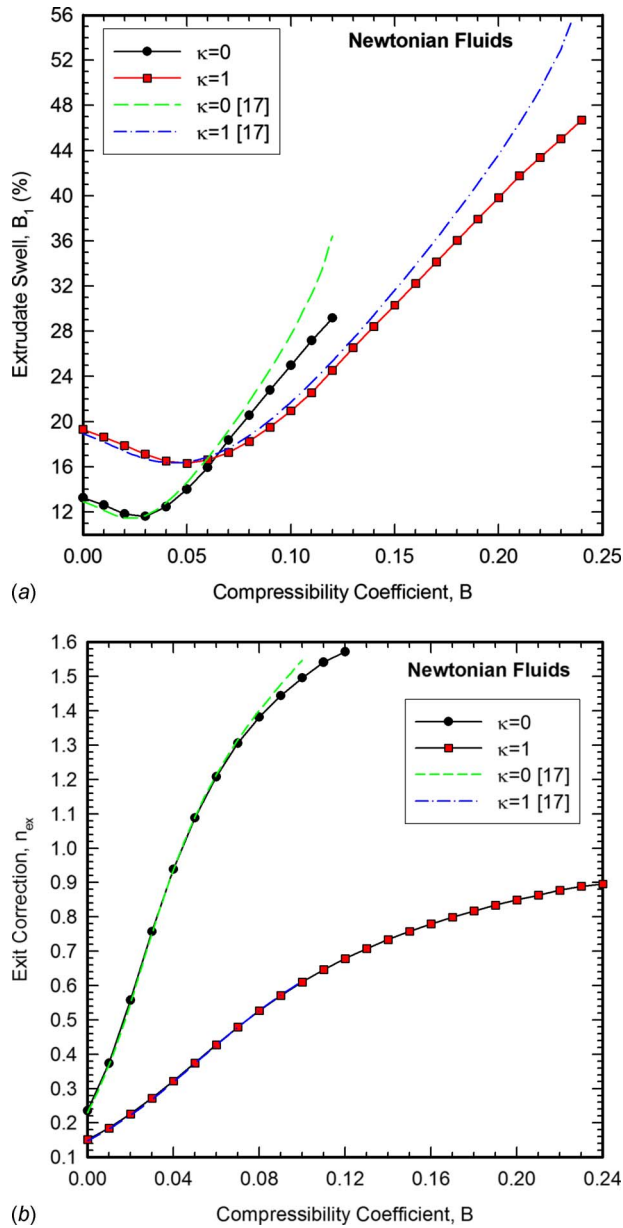 56
52
48
44
40
36
32
28
24
20
16
12
Extrudate Swell, B₁ (%)
Newtonian Fluids
κ=0
κ=1
κ=0 [17]
κ=1 [17]
0.00 0.05 0.10 0.15 0.20 0.25
(a) Compressibility Coefficient, B
1.6
1.5
1.4
1.3
1.2
1.1
1.0
0.9
0.8
0.7
0.6
0.5
0.4
0.3
0.2
0.1
Exit Correction, nₑₓ
Newtonian Fluids
κ=0
κ=1
κ=0 [17]
κ=1 [17]
0.00 0.04 0.08 0.12 0.16 0.20 0.24
(b) Compressibility Coefficient, B